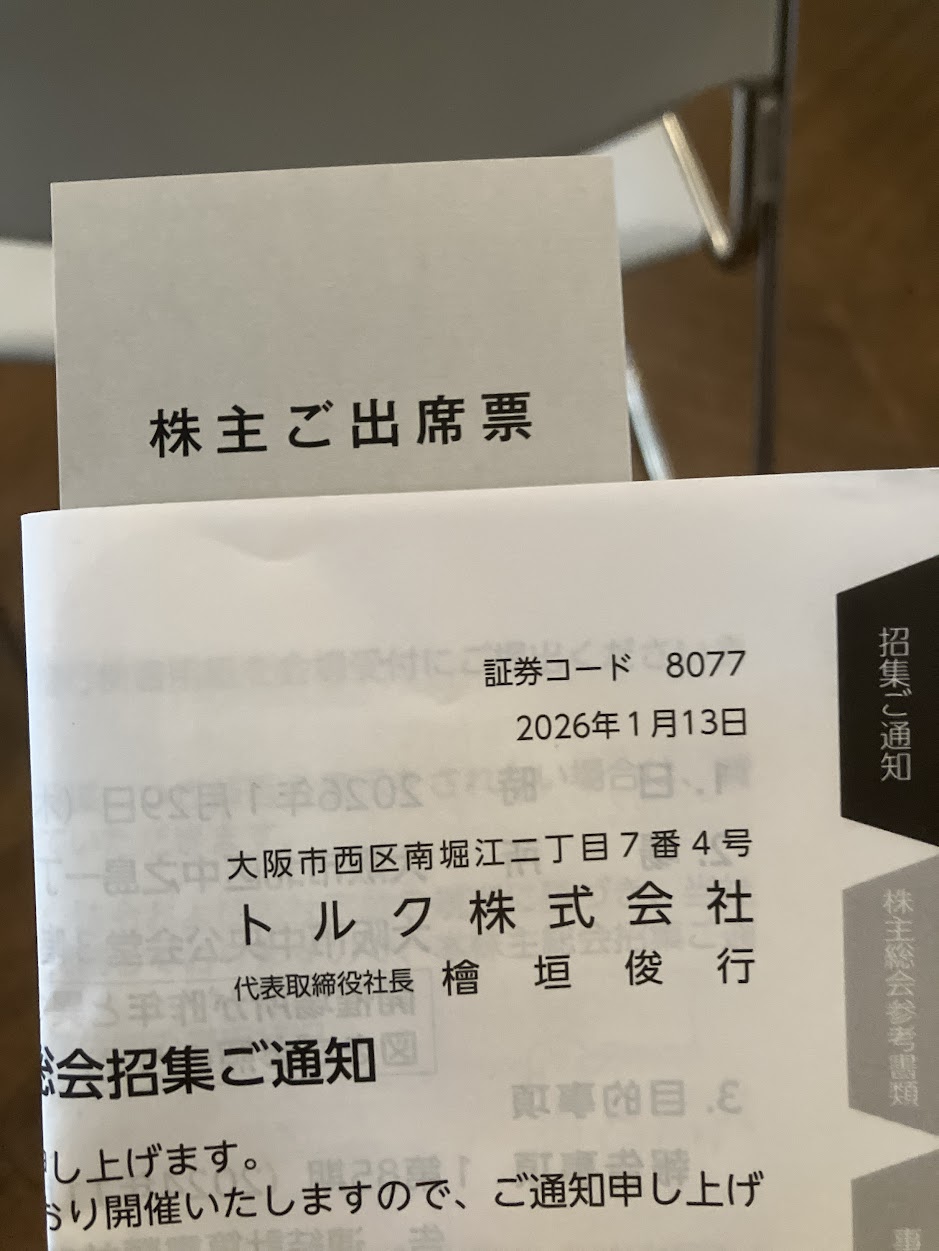 株主ご出席票
証券コード　8077
2026年1月13日
大阪市西区南堀江二丁目7番4号
トルク株式会社
代表取締役社長　檜垣俊行
総会招集ご通知
し上げます。
おり開催いたしますので、ご通知申し上げ
招集ご通知
株主総会参考書類
事